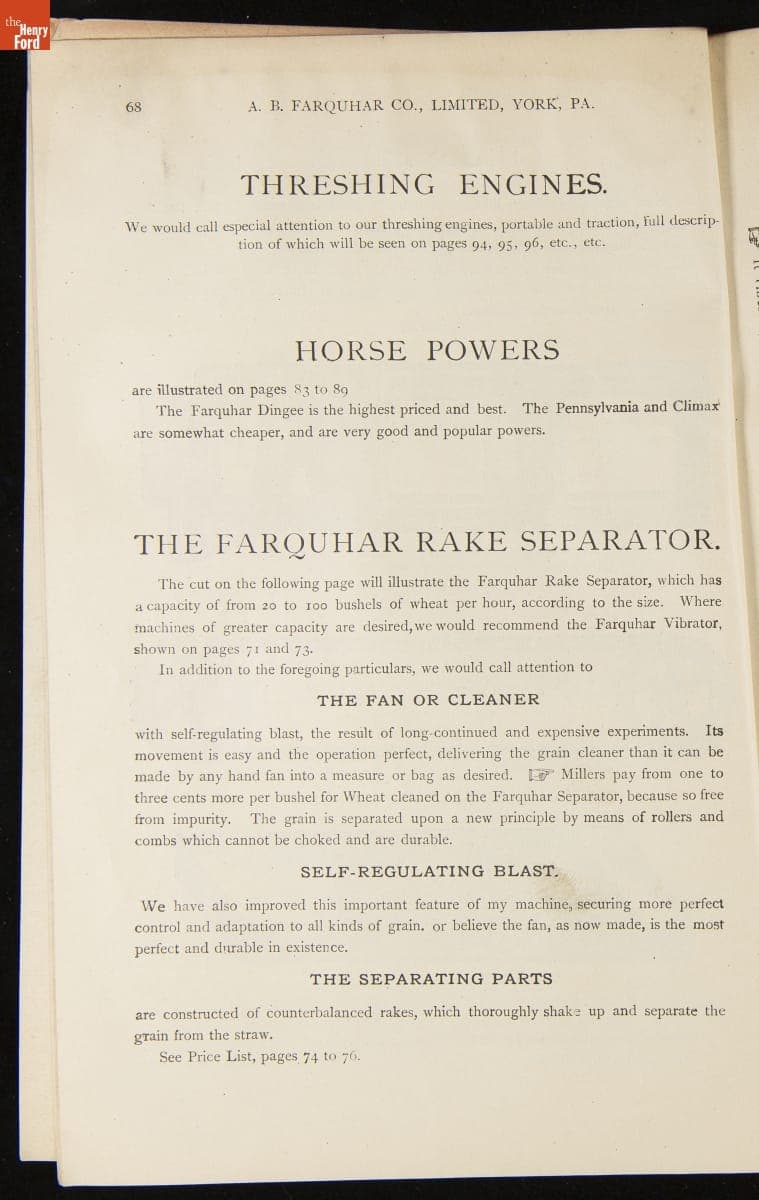 the
Henry
Ford
68 A. B. FARQUHAR CO., LIMITED, YORK, PA.
THRESHING ENGINES.
We would call especial attention to our threshing engines, portable and traction, full descrip-
tion of which will be seen on pages 94, 95, 96, etc., etc.
HORSE POWERS
are illustrated on pages 83 to 89
The Farquhar Dingee is the highest priced and best. The Pennsylvania and Climax
are somewhat cheaper, and are very good and popular powers.
THE FARQUHAR RAKE SEPARATOR.
The cut on the following page will illustrate the Farquhar Rake Separator, which has
a capacity of from 20 to 100 bushels of wheat per hour, according to the size. Where
machines of greater capacity are desired, we would recommend the Farquhar Vibrator,
shown on pages 71 and 73.
In addition to the foregoing particulars, we would call attention to
THE FAN OR CLEANER
with self-regulating blast, the result of long-continued and expensive experiments. Its
movement is easy and the operation perfect, delivering the grain cleaner than it can be
made by any hand fan into a measure or bag as desired. ☞ Millers pay from one to
three cents more per bushel for Wheat cleaned on the Farquhar Separator, because so free
from impurity. The grain is separated upon a new principle by means of rollers and
combs which cannot be choked and are durable.
SELF-REGULATING BLAST.
We have also improved this important feature of my machine, securing more perfect
control and adaptation to all kinds of grain. or believe the fan, as now made, is the most
perfect and durable in existence.
THE SEPARATING PARTS
are constructed of counterbalanced rakes, which thoroughly shake up and separate the
grain from the straw.
See Price List, pages 74 to 76.